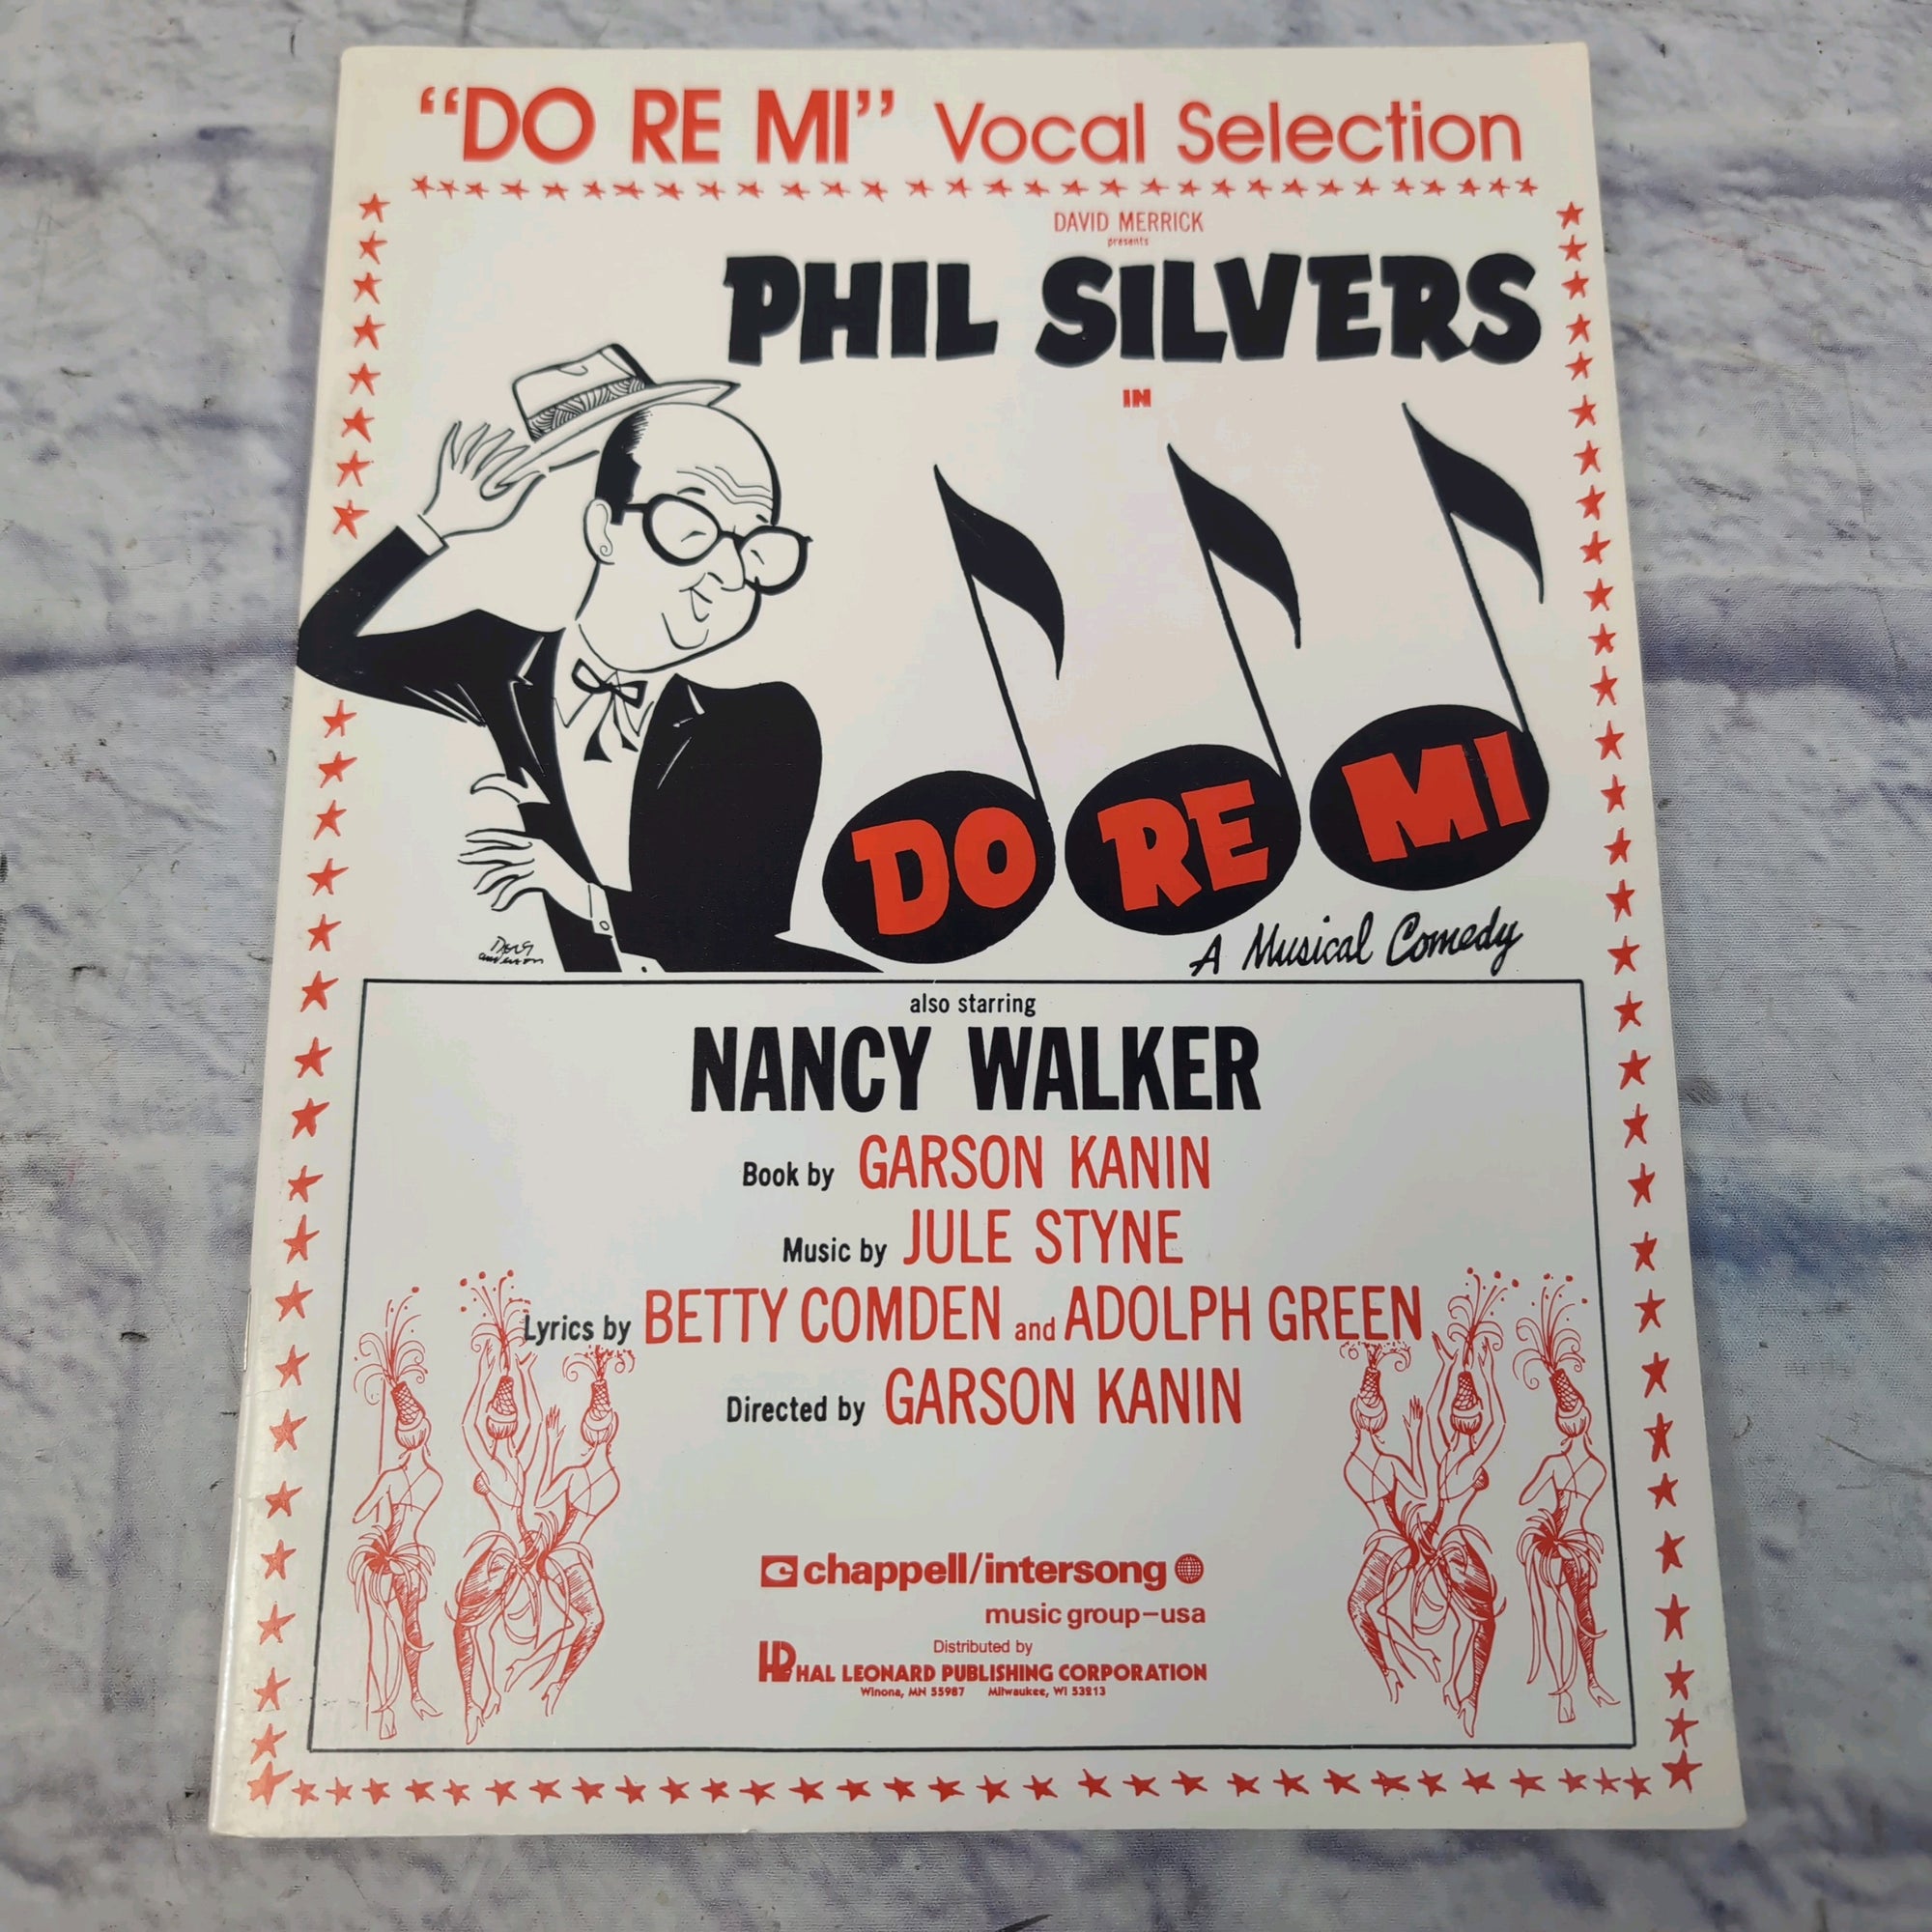 “DO RE MI” Vocal Selection
DAVID MERRICK
presents
PHIL SILVERS
IN
DO RE MI
A Musical Comedy
Doug
anderson
also starring
NANCY WALKER
Book by GARSON KANIN
Music by JULE STYNE
Lyrics by BETTY COMDEN and ADOLPH GREEN
Directed by GARSON KANIN
chappell/intersong
music group–usa
Distributed by
HAL LEONARD PUBLISHING CORPORATION
Winona, MN 55987 Milwaukee, WI 53213